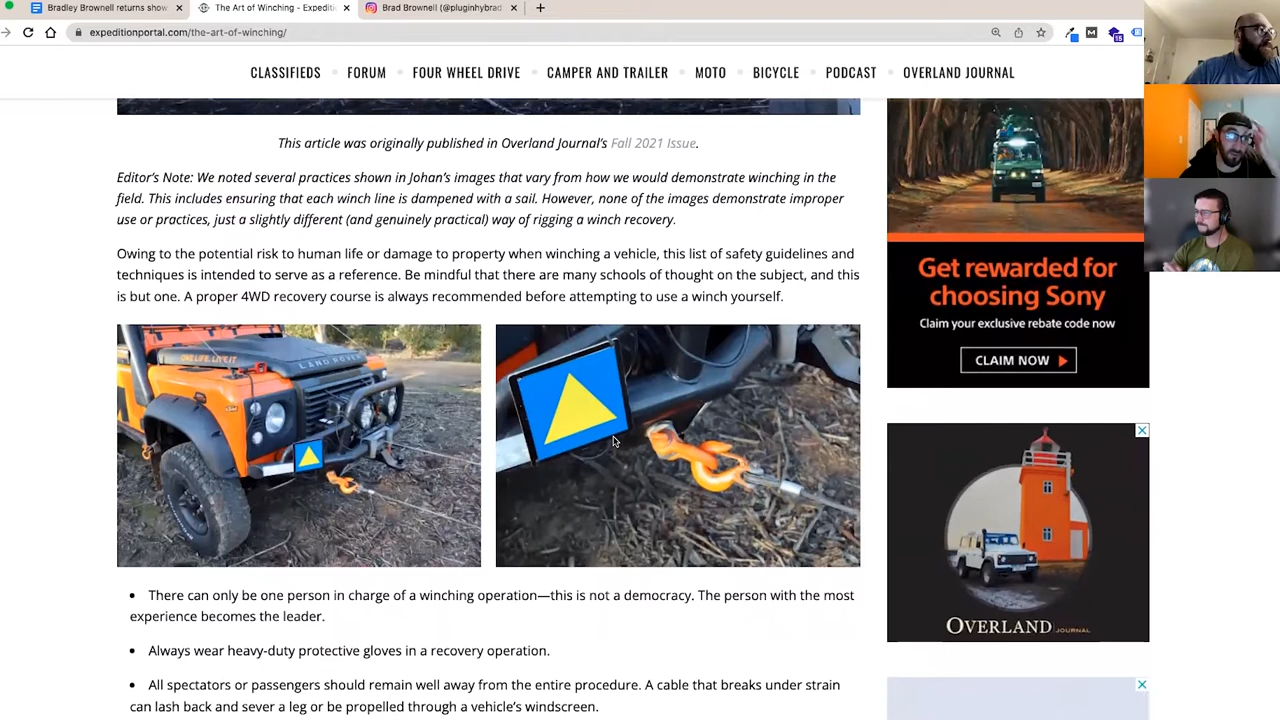 Bradley Brownell returns show
The Art of Winching - Expediti
Brad Brownell (@pluginhybrad
expeditionportal.com/the-art-of-winching/
15
CLASSIFIEDS • FORUM • FOUR WHEEL DRIVE • CAMPER AND TRAILER • MOTO • BICYCLE • PODCAST • OVERLAND JOURNAL
This article was originally published in Overland Journal's Fall 2021 Issue.
Editor's Note: We noted several practices shown in Johan's images that vary from how we would demonstrate winching in the
field. This includes ensuring that each winch line is dampened with a sail. However, none of the images demonstrate improper
use or practices, just a slightly different (and genuinely practical) way of rigging a winch recovery.
Owing to the potential risk to human life or damage to property when winching a vehicle, this list of safety guidelines and
techniques is intended to serve as a reference. Be mindful that there are many schools of thought on the subject, and this
is but one. A proper 4WD recovery course is always recommended before attempting to use a winch yourself.
ONE LIFE. LIVE IT
LAND ROVER
• There can only be one person in charge of a winching operation—this is not a democracy. The person with the most
experience becomes the leader.
• Always wear heavy-duty protective gloves in a recovery operation.
• All spectators or passengers should remain well away from the entire procedure. A cable that breaks under strain
can lash back and sever a leg or be propelled through a vehicle's windscreen.
Get rewarded for
choosing Sony
Claim your exclusive rebate code now
CLAIM NOW
OVERLAND JOURNAL